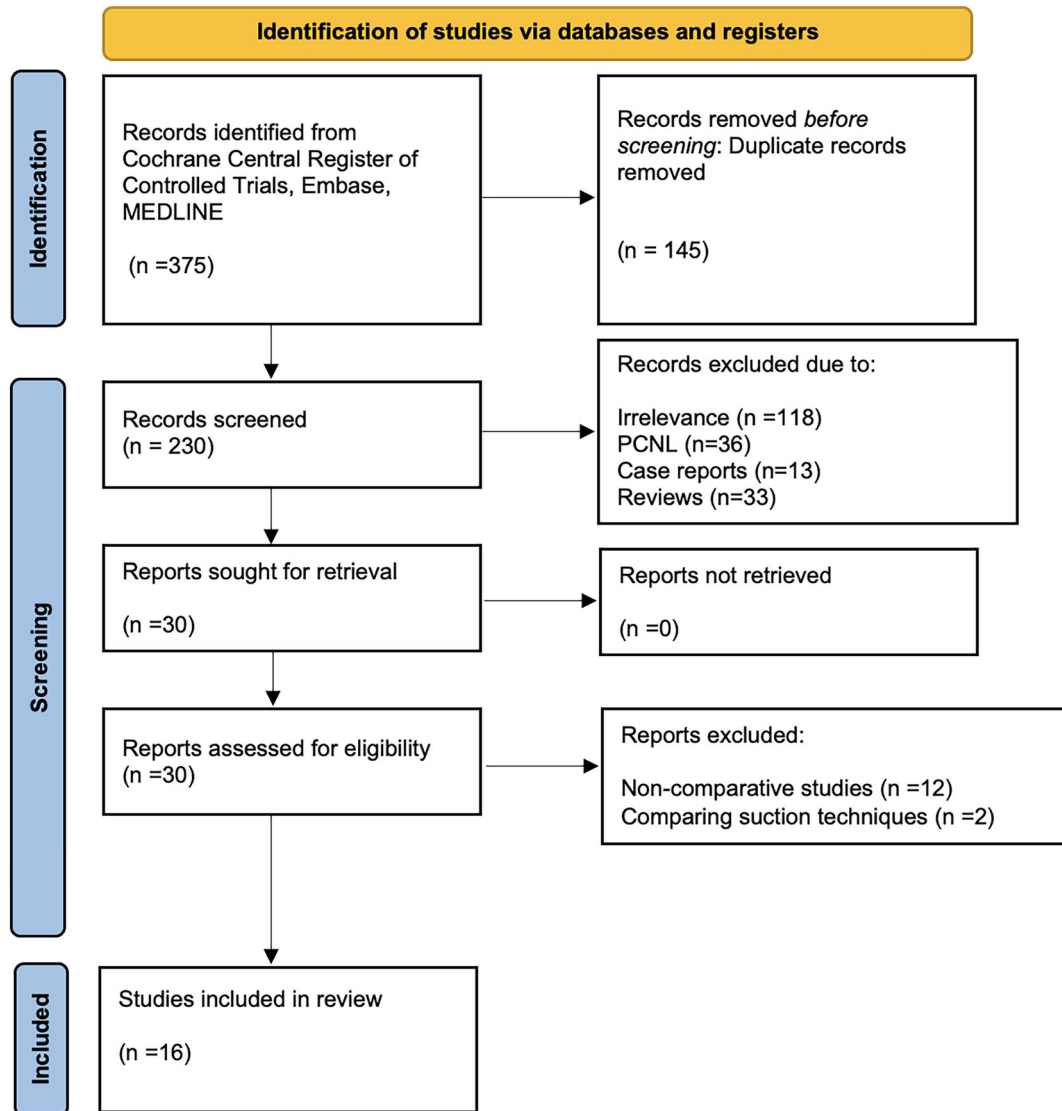 Identification of studies via databases and registers
Identification
Records identified from
Cochrane Central Register of
Controlled Trials, Embase,
MEDLINE
(n =375)
Records removed before
screening: Duplicate records
removed
(n = 145)
Screening
Records screened
(n = 230)
Records excluded due to:
Irrelevance (n =118)
PCNL (n=36)
Case reports (n=13)
Reviews (n=33)
Reports sought for retrieval
(n =30)
Reports not retrieved
(n =0)
Reports assessed for eligibility
(n =30)
Reports excluded:
Non-comparative studies (n =12)
Comparing suction techniques (n =2)
Included
Studies included in review
(n =16)